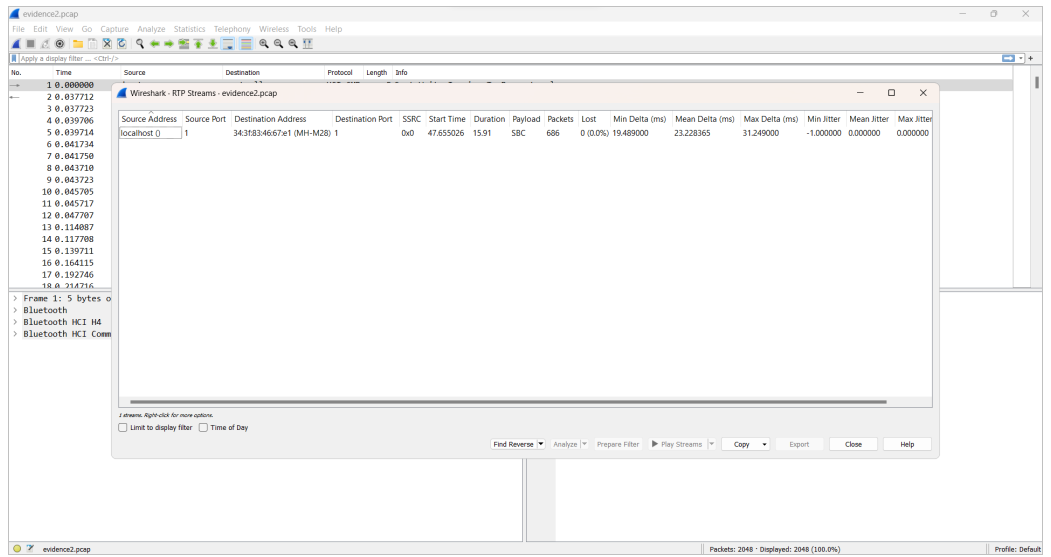 evidence2.pcap
File Edit View Go Capture Analyze Statistics Telephony Wireless Tools Help
Apply a display filter ... <Ctrl-/>
No. Time Source Destination Protocol Length Info
1 0.000000
2 0.037712
3 0.037723
4 0.039706
5 0.039714
6 0.041734
7 0.041750
8 0.043710
9 0.043723
10 0.045705
11 0.045717
12 0.047707
13 0.114087
14 0.117708
15 0.139711
16 0.164115
17 0.192746
18 0.214716
Wireshark · RTP Streams · evidence2.pcap
Source Address Source Port Destination Address Destination Port SSRC Start Time Duration Payload Packets Lost Min Delta (ms) Mean Delta (ms) Max Delta (ms) Min Jitter Mean Jitter Max Jitter
localhost () 1 34:3f:83:46:67:e1 (MH-M28) 1 0x0 47.655026 15.91 SBC 686 0 (0.0%) 19.489000 23.228365 31.249000 -1.000000 0.000000 0.000000
1 streams. Right-click for more options.
Limit to display filter Time of Day
Find Reverse Analyze Prepare Filter Play Streams Copy Export Close Help
> Frame 1: 5 bytes o
> Bluetooth
> Bluetooth HCI H4
> Bluetooth HCI Comm
evidence2.pcap Packets: 2048 · Displayed: 2048 (100.0%) Profile: Default